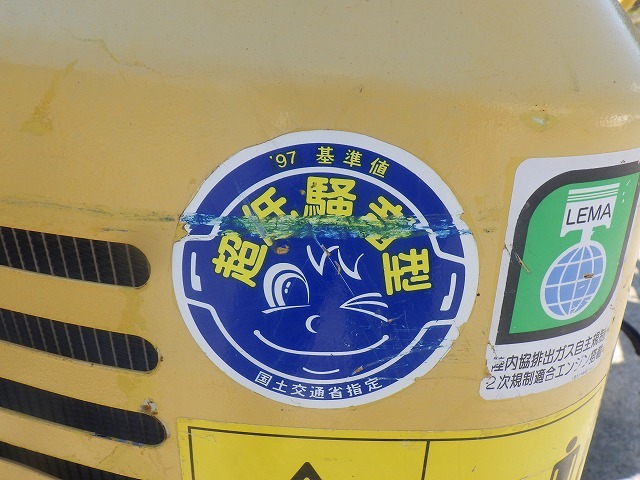 '97 基準値
超低騒音型
国土交通省指定
LEMA
陸内協排出ガス自主規制
2次規制適合エンジン搭載